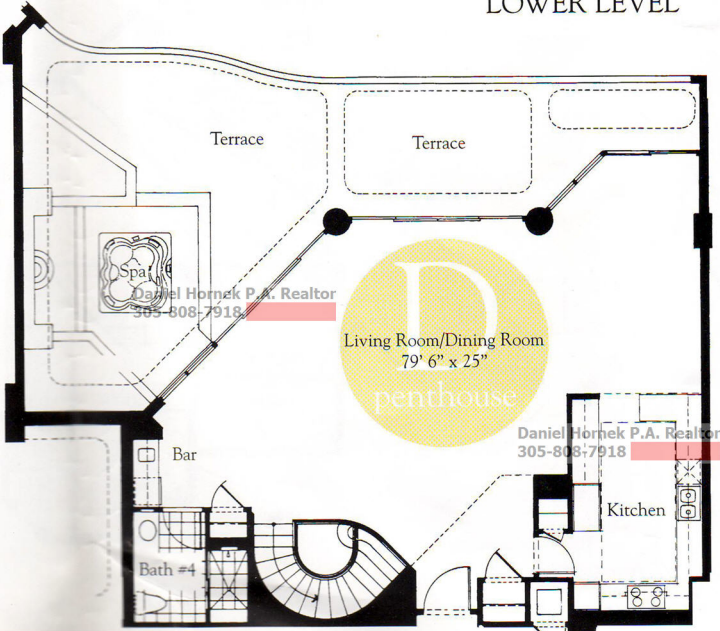 LOWER LEVEL
Terrace
Terrace
Spa
Daniel Hornek P.A. Realtor
305-808-7918
D
Living Room/Dining Room
79' 6" x 25"
penthouse
Daniel Hornek P.A. Realtor
305-808-7918
Bar
Kitchen
Bath #4